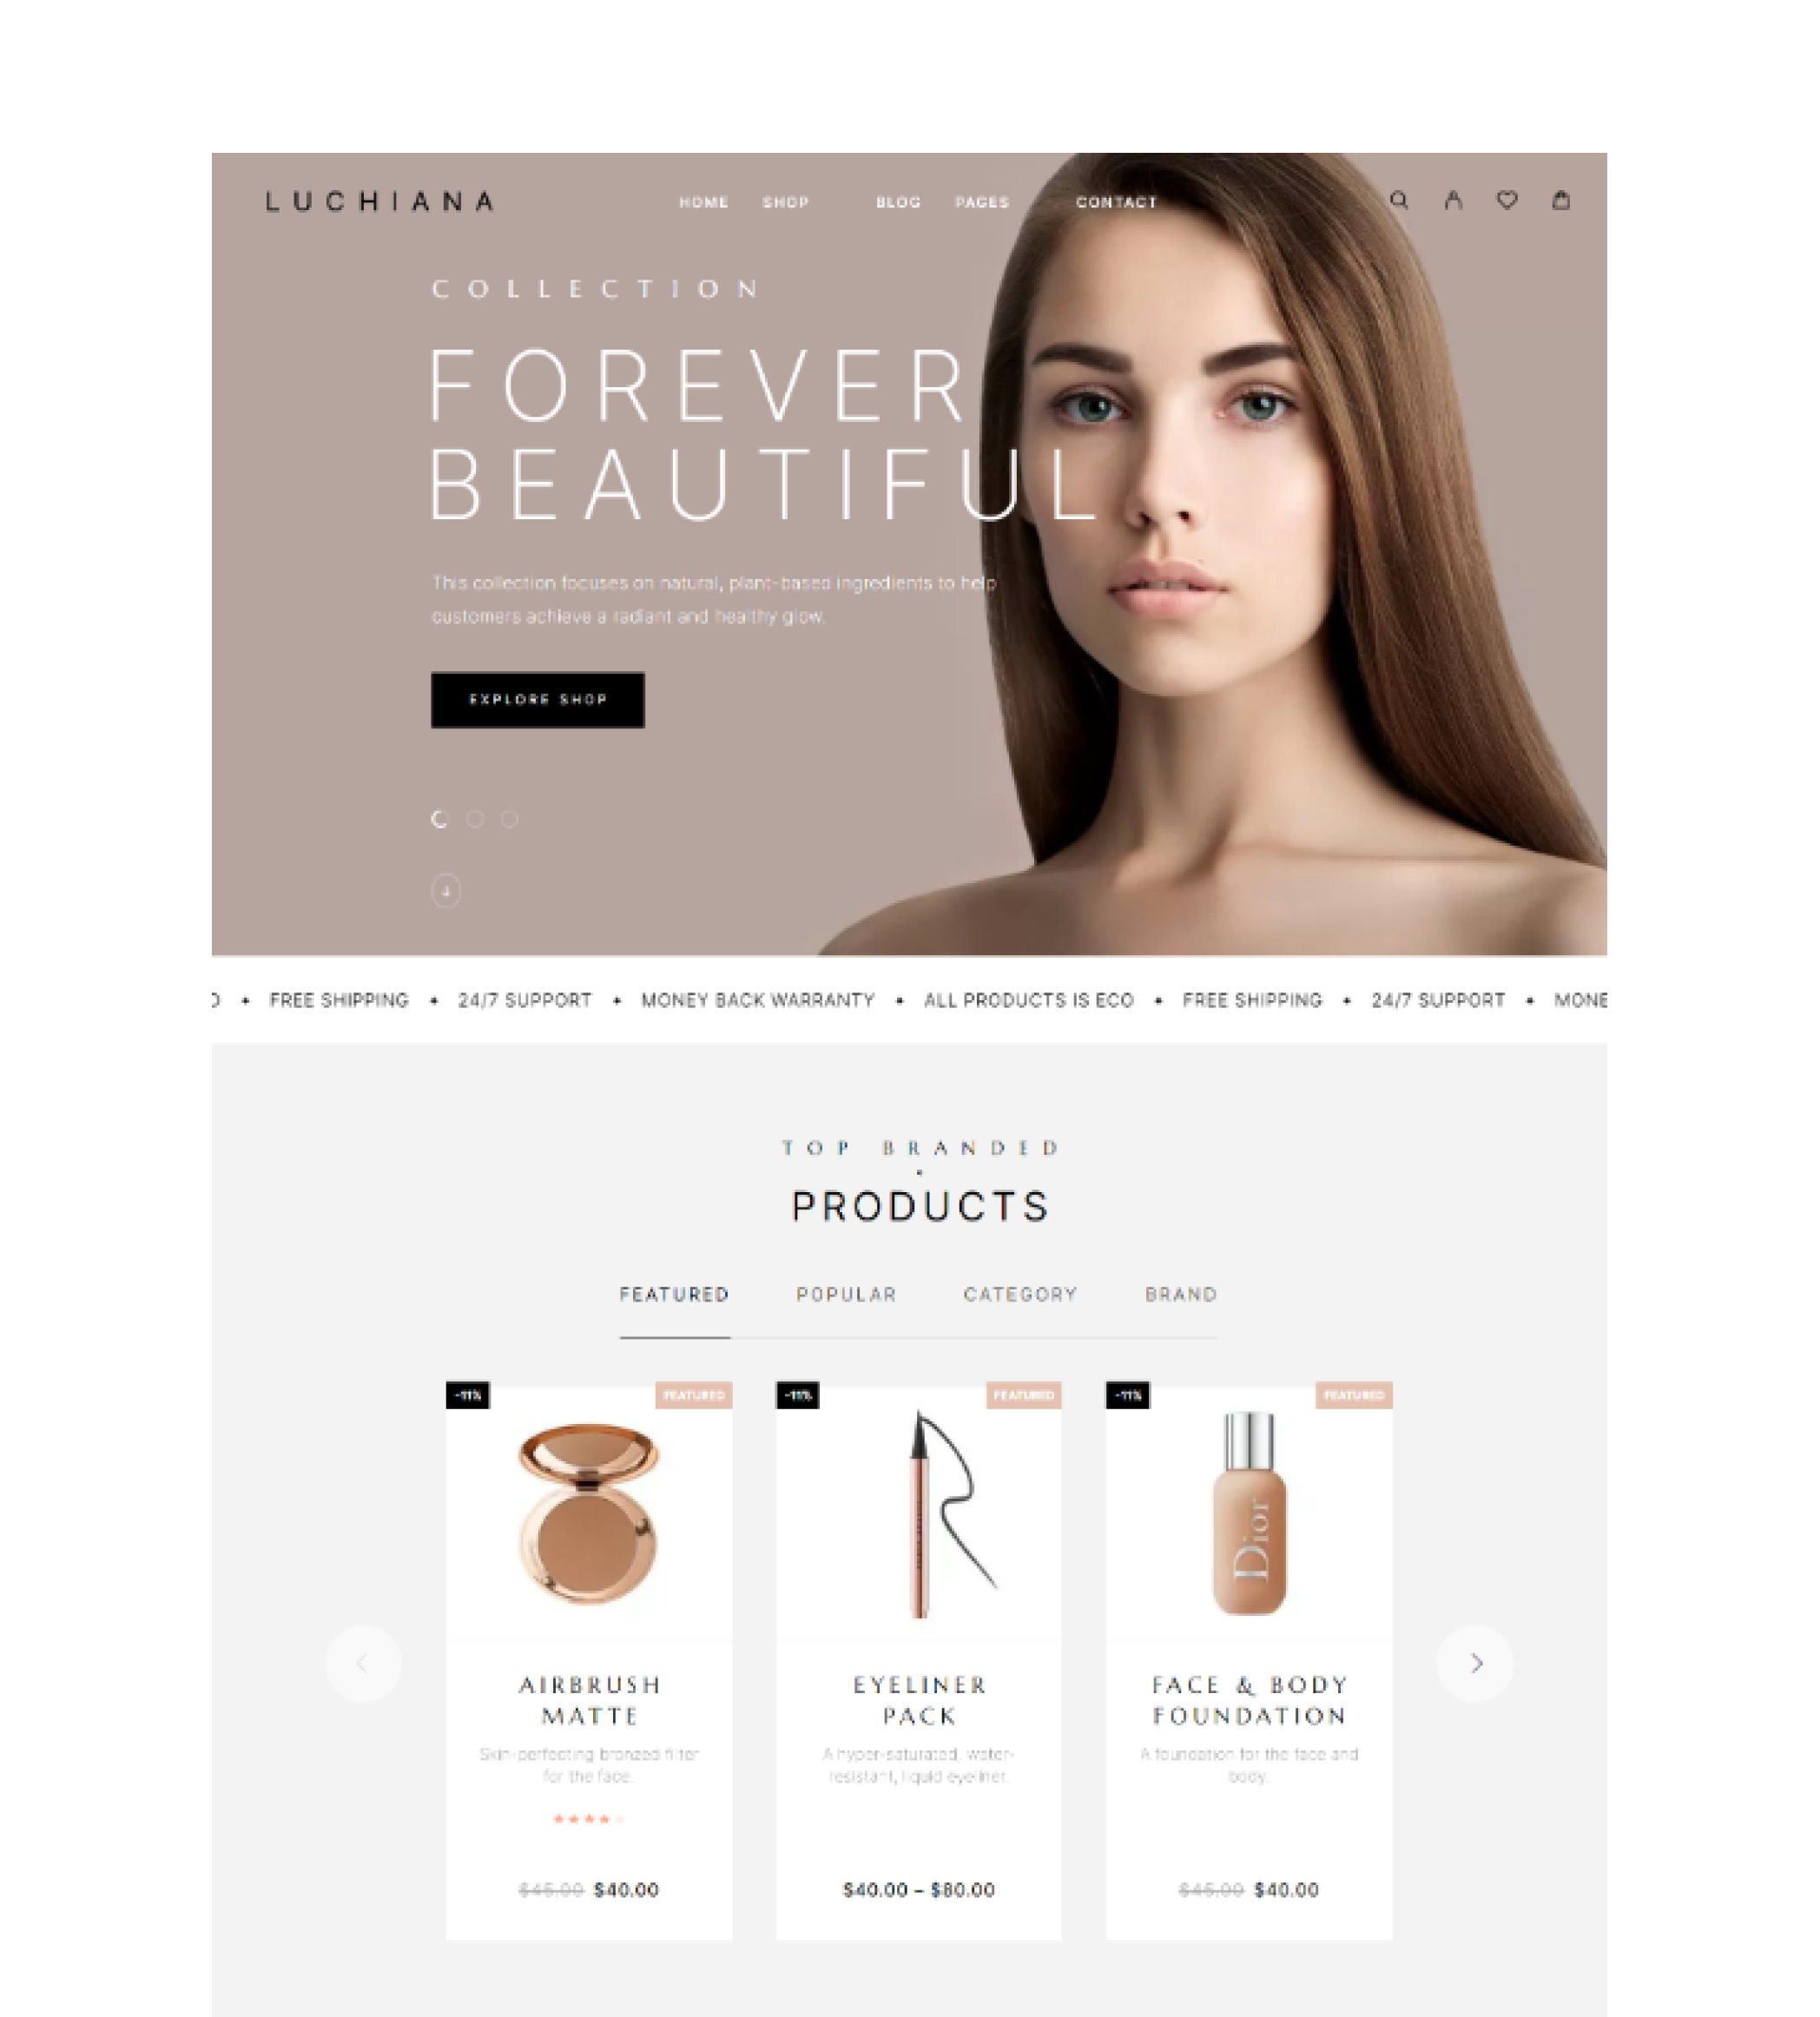 LUCHIANA
HOME SHOP BLOG PAGES CONTACT
COLLECTION
FOREVER
BEAUTIFUL
This collection focuses on natural, plant-based ingredients to help
customers achieve a radiant and healthy glow.
EXPLORE SHOP
O • FREE SHIPPING • 24/7 SUPPORT • MONEY BACK WARRANTY • ALL PRODUCTS IS ECO • FREE SHIPPING • 24/7 SUPPORT • MONE
TOP BRANDED
PRODUCTS
FEATURED POPULAR CATEGORY BRAND
-11% FEATURED -11% FEATURED -11% FEATURED
Dior
AIRBRUSH
MATTE
Skin-perfecting bronzed filter
for the face.
$45.00 $40.00
EYELINER
PACK
A hyper-saturated, water-
resistant, liquid eyeliner.
$40.00 – $80.00
FACE & BODY
FOUNDATION
A foundation for the face and
body.
$45.00 $40.00